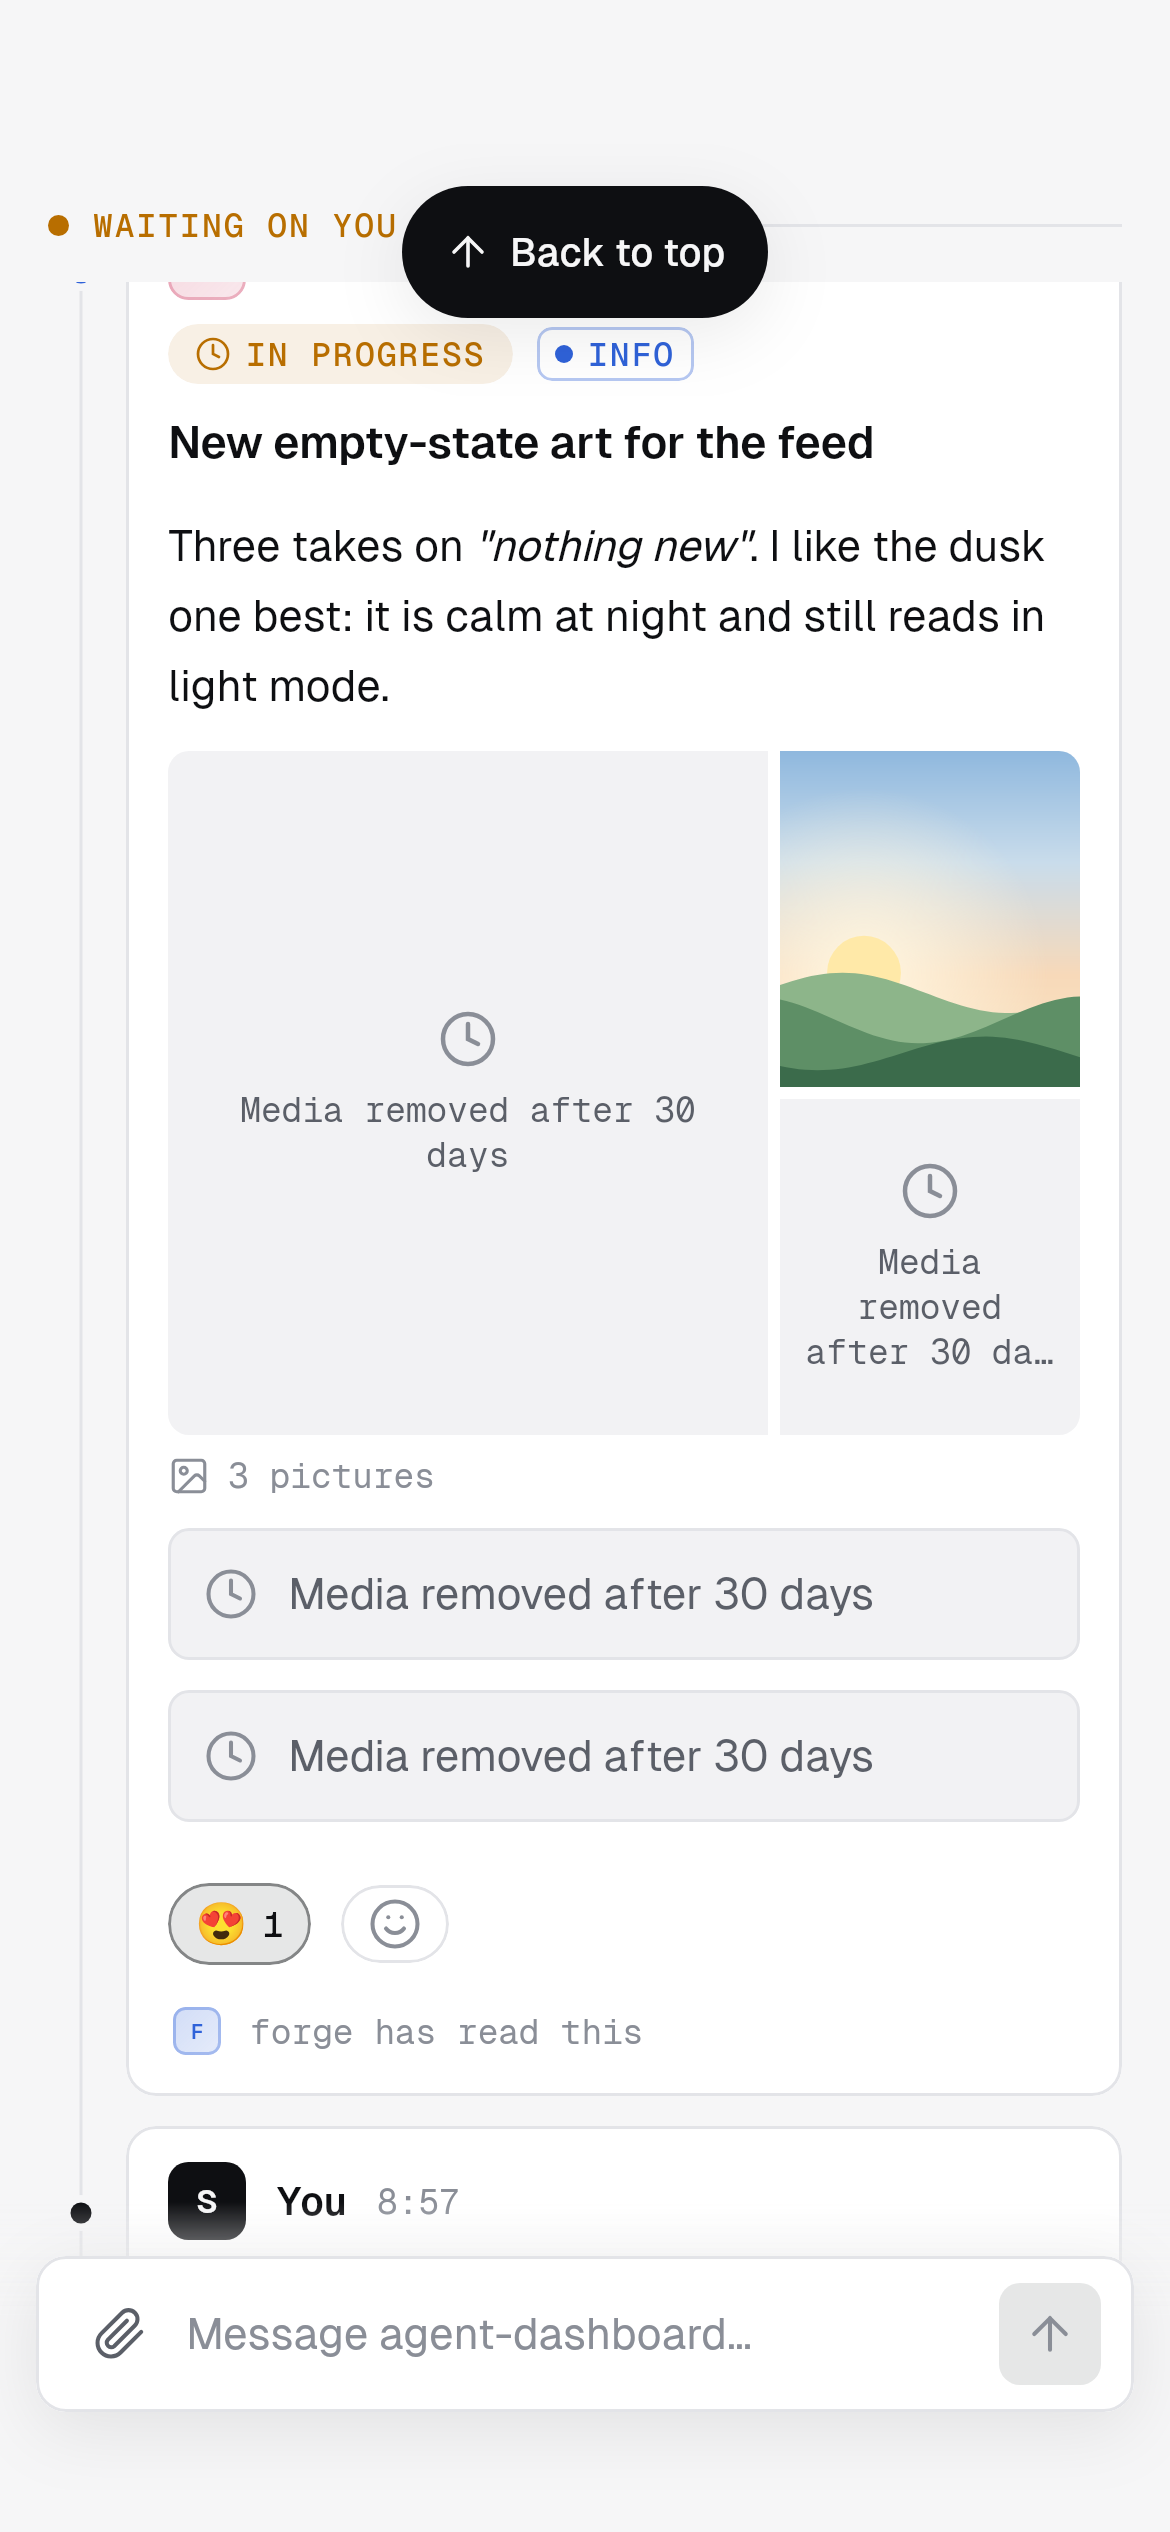 WAITING ON YOU
Back to top
IN PROGRESS
INFO
New empty-state art for the feed
Three takes on "nothing new". I like the dusk
one best: it is calm at night and still reads in
light mode.
Media removed after 30
days
Media
removed
after 30 da…
3 pictures
Media removed after 30 days
Media removed after 30 days
1
F forge has read this
S You 8:57
Message agent-dashboard…